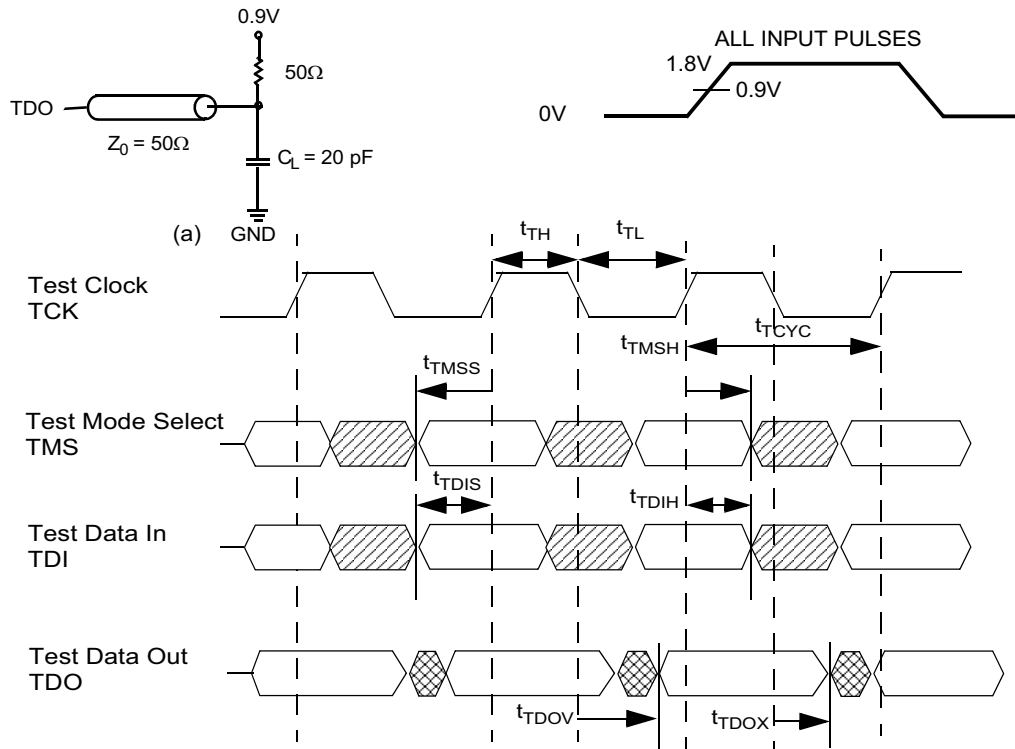 0.9V
50Ω
TDO
Z0 = 50Ω
CL = 20 pF
(a)
GND
ALL INPUT PULSES
1.8V
0.9V
0V
tTH
tTL
Test Clock
TCK
tTCYC
tTMSH
tTMSS
Test Mode Select
TMS
tTDIS
tTDIH
Test Data In
TDI
Test Data Out
TDO
tTDOV
tTDOX